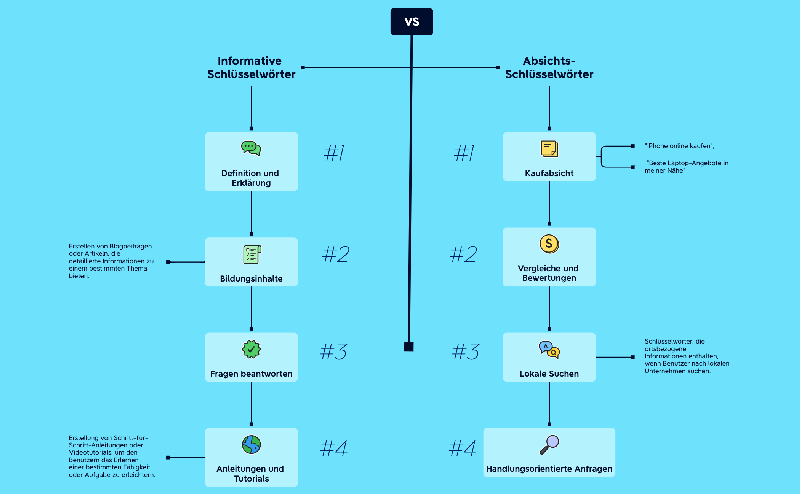 VS
Informative
Schlüsselwörter
Absichts-
Schlüsselwörter
#1
Definition und
Erklärung
#2
Bildungsinhalte
Erstellen von Blogbeiträgen
oder Artikeln, die
detaillierte Informationen zu
einem bestimmten Thema
bieten.
#3
Fragen beantworten
#4
Anleitungen und
Tutorials
Erstellung von Schritt-für-
Schritt-Anleitungen oder
Videotutorials, um den
Benutzern das Erlernen
einer bestimmten Fähigkeit
oder Aufgabe zu erleichtern.
#1
Kaufabsicht
"iPhone online kaufen",
"Beste Laptop-Angebote in
meiner Nähe"
#2
Vergleiche und
Bewertungen
#3
Lokale Suchen
Schlüsselwörter, die
ortsbezogene
Informationen enthalten,
wenn Benutzer nach lokalen
Unternehmen suchen.
#4
Handlungsorientierte Anfragen